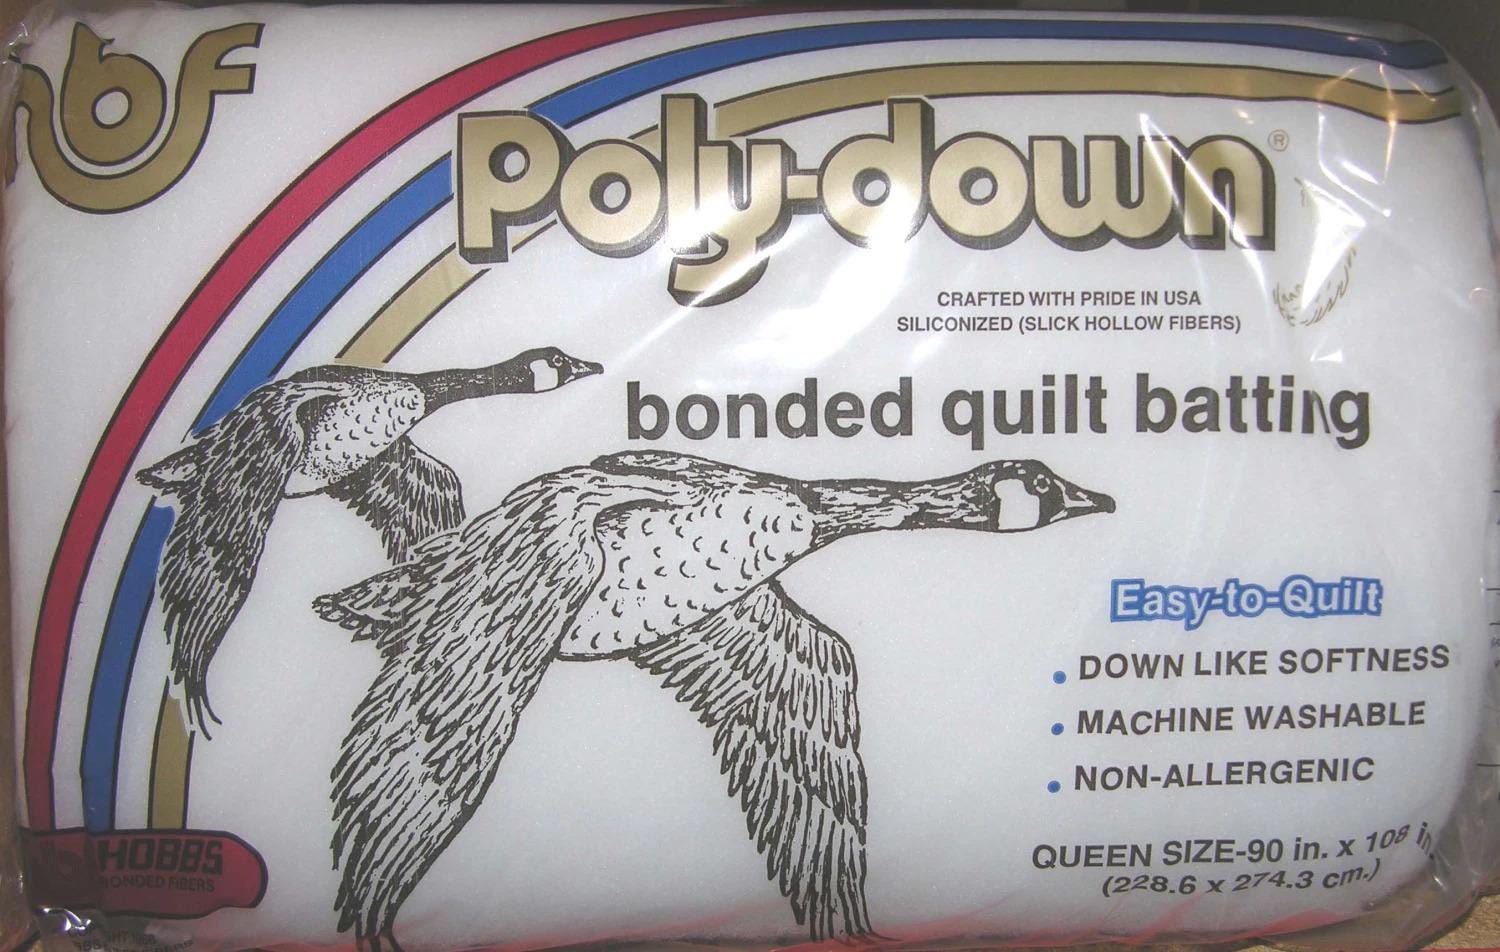 hbf
Poly-down®
CRAFTED WITH PRIDE IN USA
SILICONIZED (SLICK HOLLOW FIBERS)
bonded quilt batting
Easy-to-Quilt
• DOWN LIKE SOFTNESS
• MACHINE WASHABLE
• NON-ALLERGENIC
QUEEN SIZE-90 in. x 108 in.
(228.6 x 274.3 cm.)
HOBBS
BONDED FIBERS